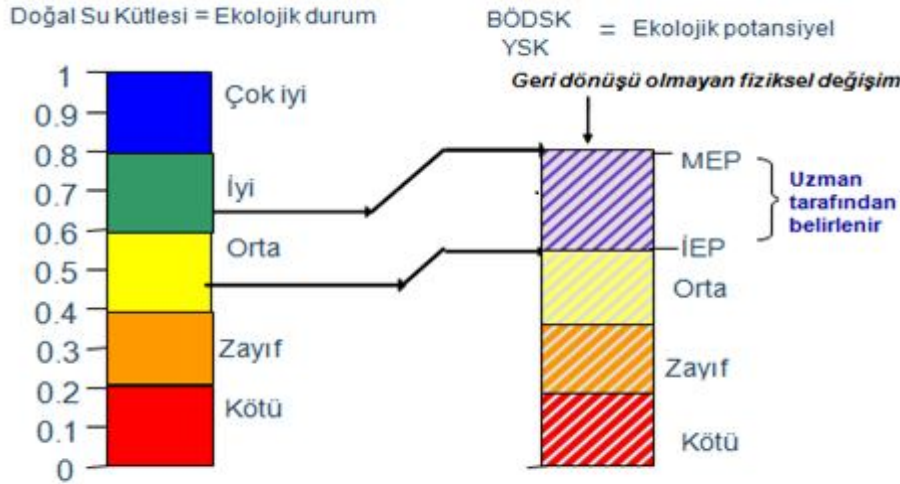 Doğal Su Kütlesi = Ekolojik durum
BÖDSK
YSK
= Ekolojik potansiyel
Geri dönüşü olmayan fiziksel değişim
1
0.9
0.8
0.7
0.6
0.5
0.4
0.3
0.2
0.1
0
Çok iyi
İyi
Orta
Zayıf
Kötü
MEP
İEP
Orta
Zayıf
Kötü
Uzman
tarafından
belirlenir